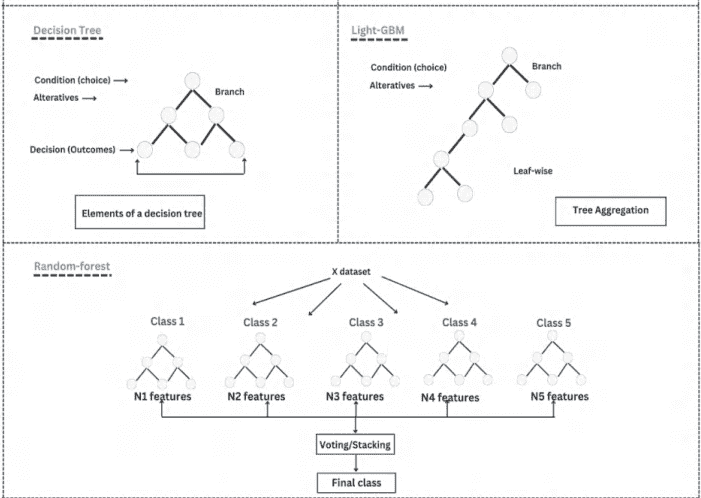 Decision Tree
Condition (choice)
Alteratives
Branch
Decision (Outcomes)
Elements of a decision tree
Light-GBM
Condition (choice)
Alteratives
Branch
Leaf-wise
Tree Aggregation
Random-forest
X dataset
Class 1 Class 2 Class 3 Class 4 Class 5
N1 features N2 features N3 features N4 features N5 features
Voting/Stacking
Final class